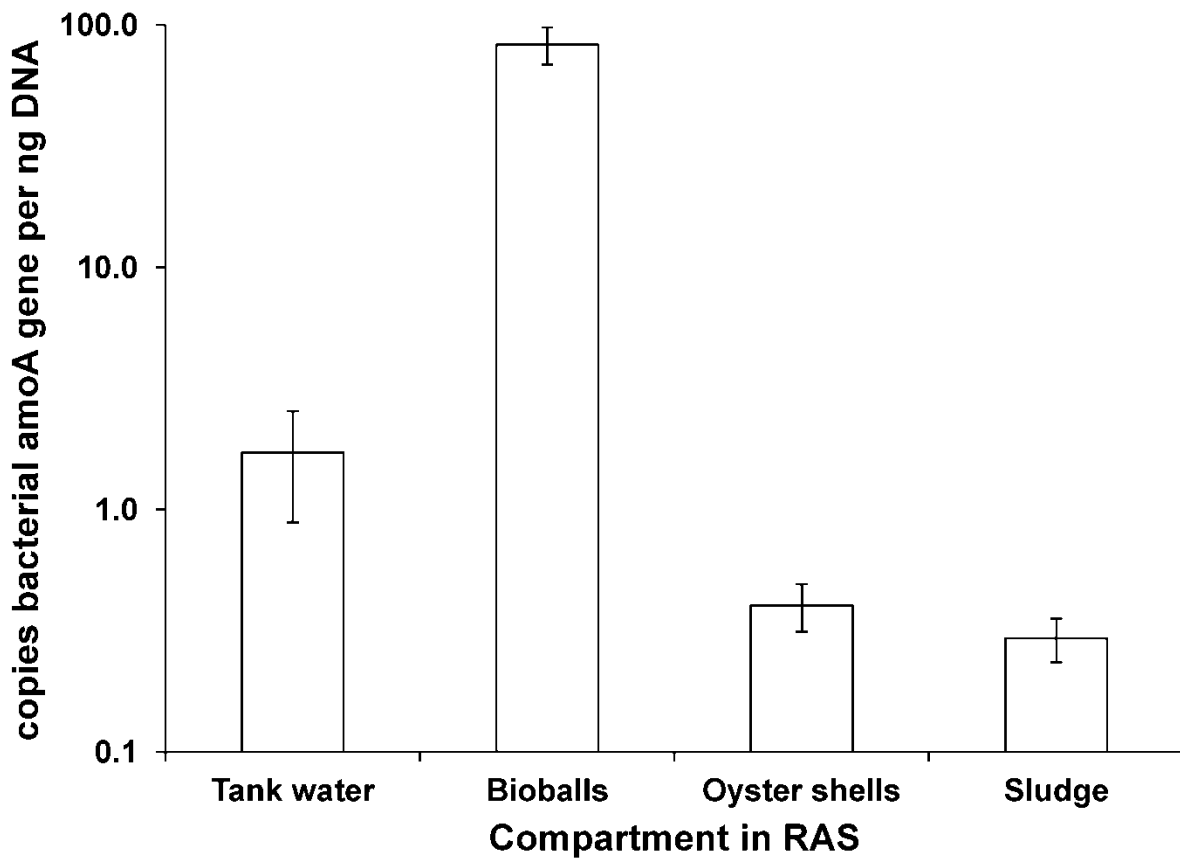 copies bacterial amoA gene per ng DNA
100.0
10.0
1.0
0.1
Tank water Bioballs Oyster shells Sludge
Compartment in RAS